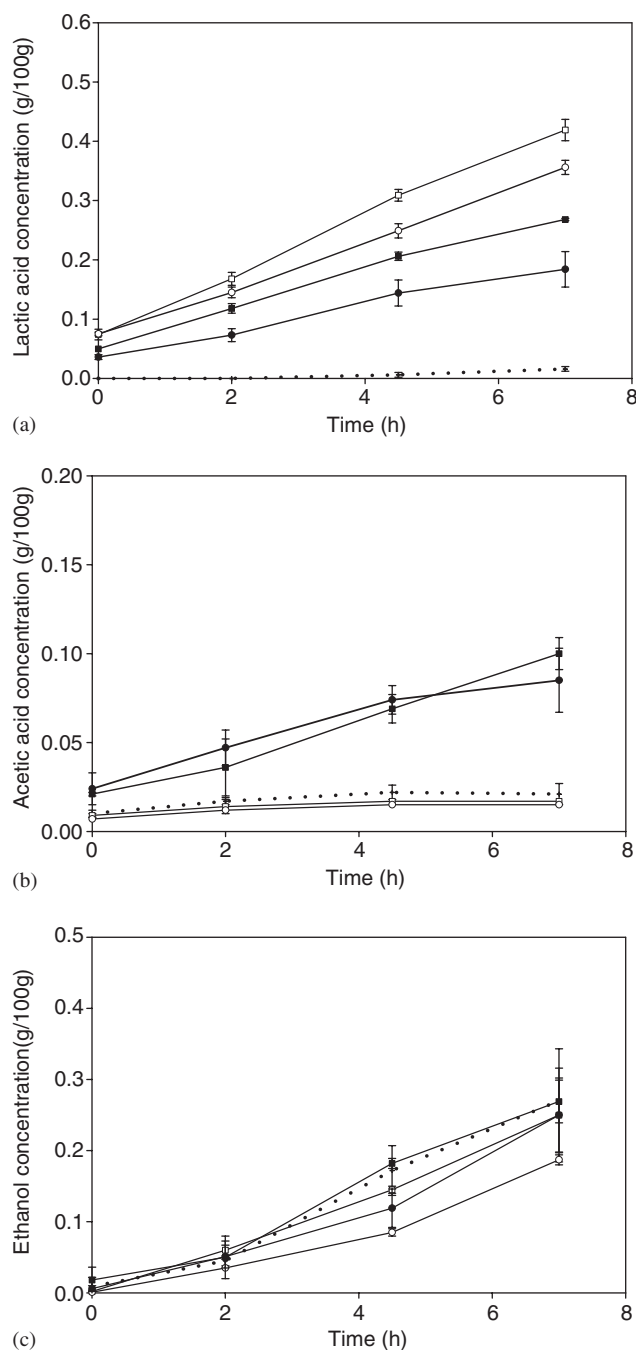 0.6
0.5
0.4
0.3
0.2
0.1
0.0
Lactic acid concentration (g/100g)
0 2 4 6 8
Time (h)
(a)
0.20
0.15
0.10
0.05
0.00
Acetic acid concentration (g/100g)
0 2 4 6 8
Time (h)
(b)
0.5
0.4
0.3
0.2
0.1
0.0
Ethanol concentration(g/100g)
0 2 4 6 8
Time (h)
(c)